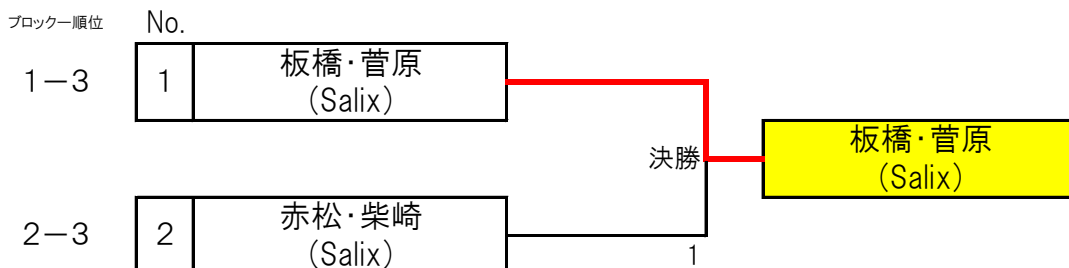 ブロックー順位 No.
1－3 1 板橋・菅原
(Salix)
決勝
板橋・菅原
(Salix)
2－3 2 赤松・柴崎
(Salix)
1